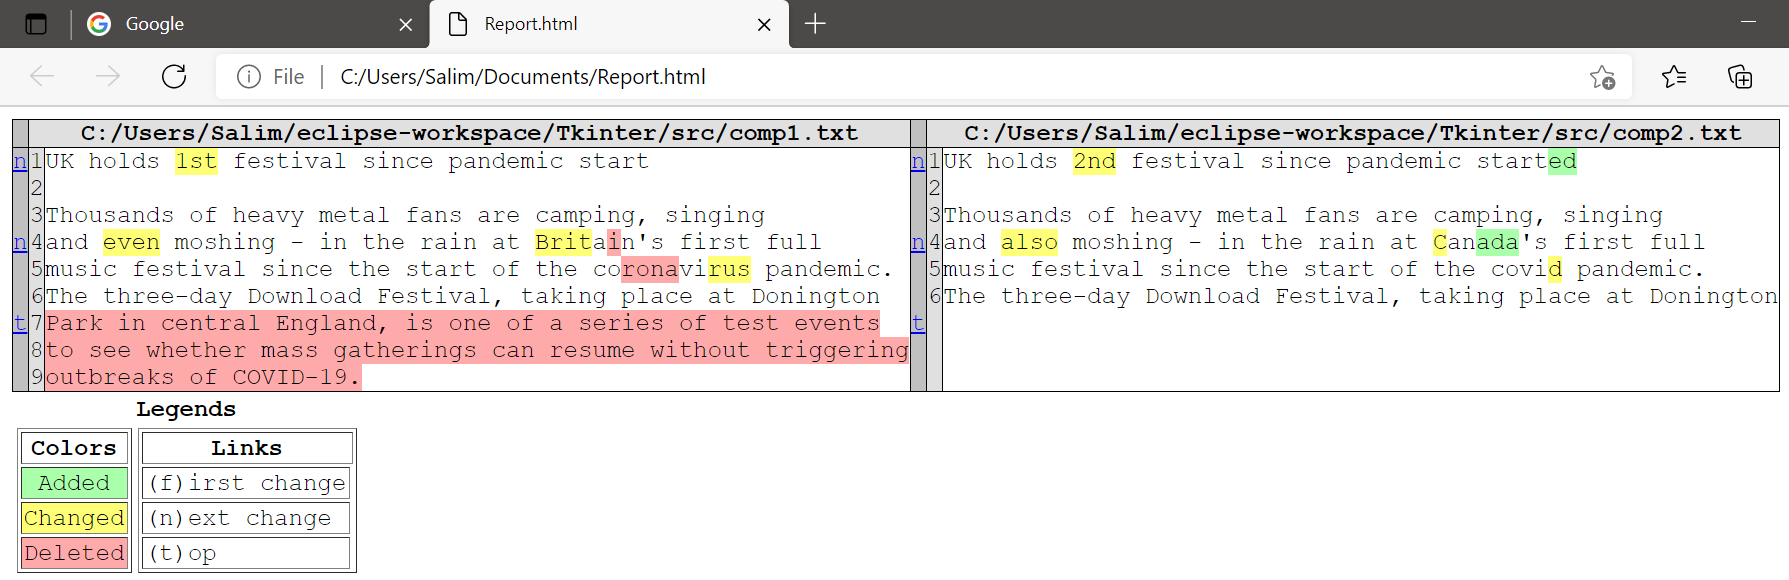 Google
Report.html
File
C:/Users/Salim/Documents/Report.html
C:/Users/Salim/eclipse-workspace/Tkinter/src/comp1.txt C:/Users/Salim/eclipse-workspace/Tkinter/src/comp2.txt
n 1 UK holds 1st festival since pandemic start n 1 UK holds 2nd festival since pandemic started
2 2
3 Thousands of heavy metal fans are camping, singing 3 Thousands of heavy metal fans are camping, singing
n 4 and even moshing - in the rain at Britain's first full n 4 and also moshing - in the rain at Canada's first full
5 music festival since the start of the coronavirus pandemic. 5 music festival since the start of the covid pandemic.
6 The three-day Download Festival, taking place at Donington 6 The three-day Download Festival, taking place at Donington
t 7 Park in central England, is one of a series of test events t
8 to see whether mass gatherings can resume without triggering
9 outbreaks of COVID-19.
Legends
Colors Links
Added (f)irst change
Changed (n)ext change
Deleted (t)op